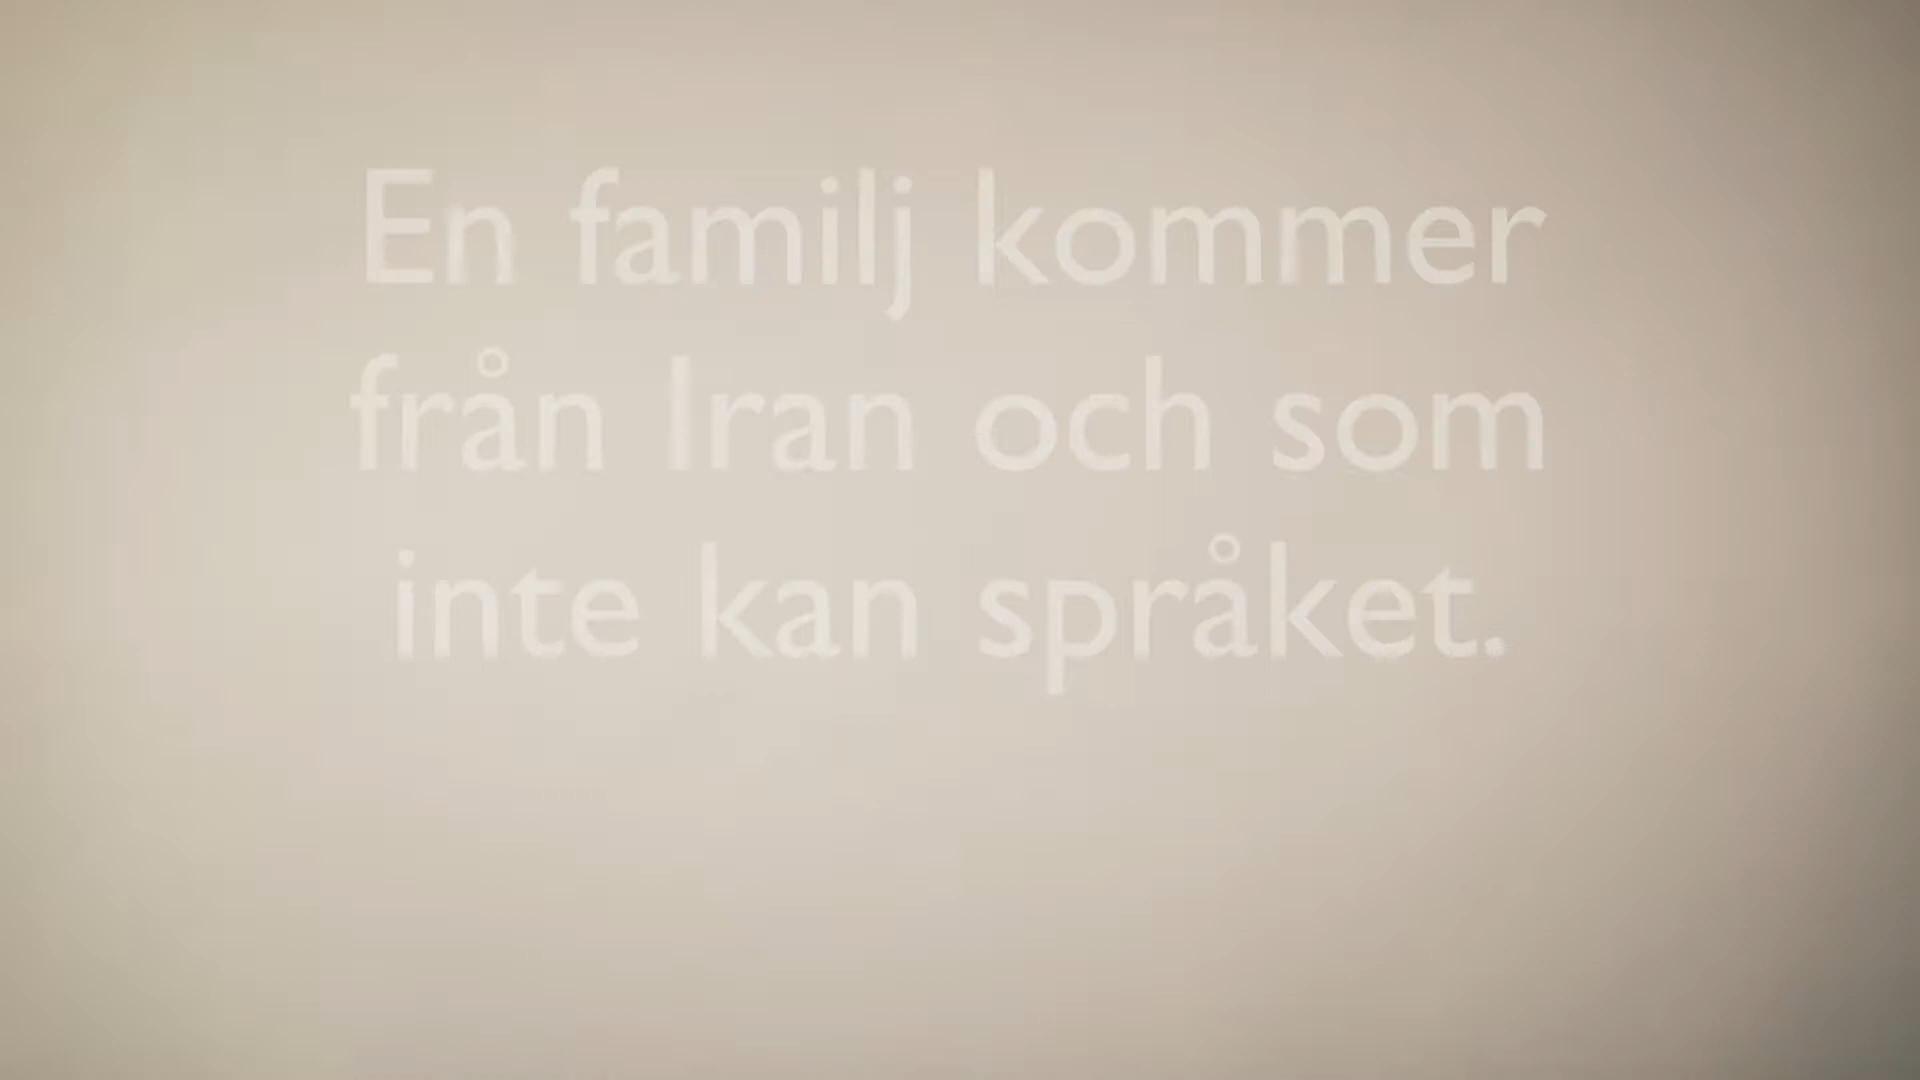 En familj kommer
från Iran och som
inte kan språket.